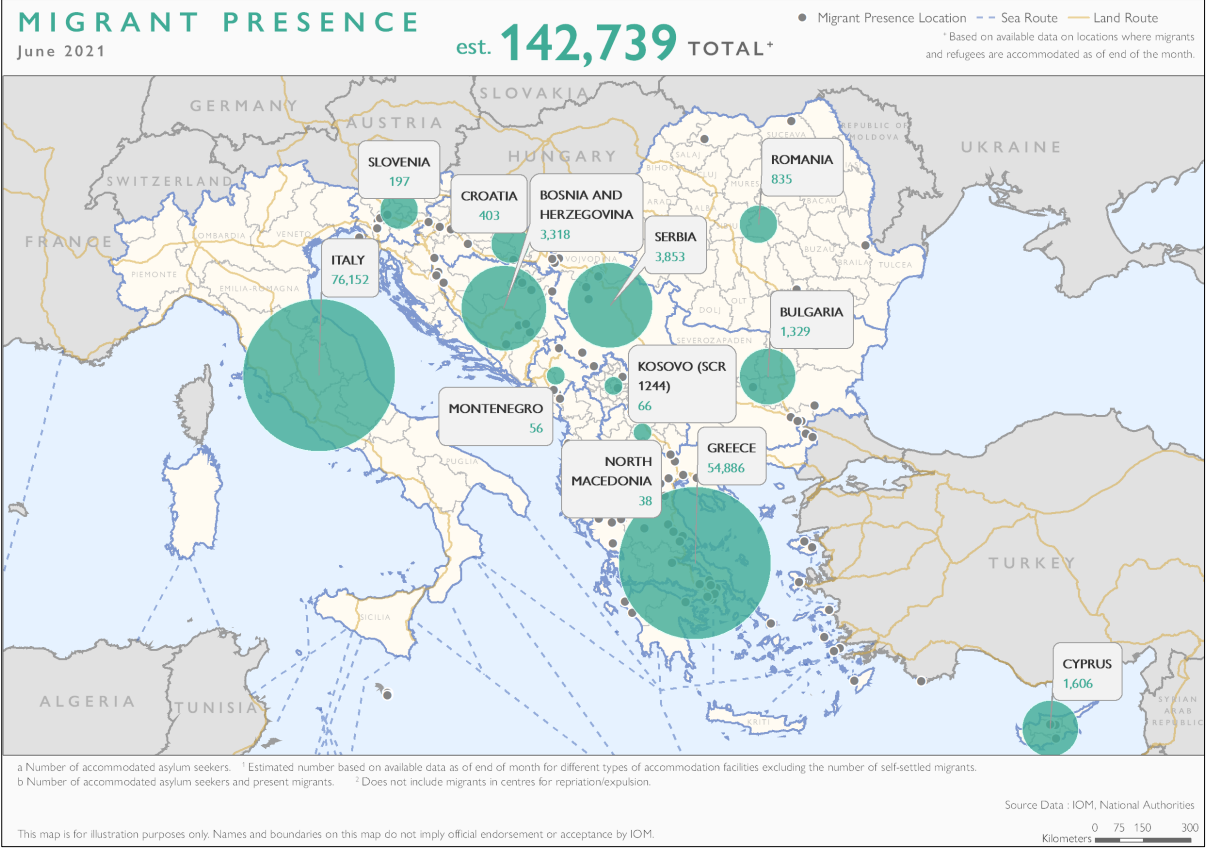 MIGRANT PRESENCE
June 2021
est. 142,739 TOTAL+
Migrant Presence Location
Sea Route
Land Route
+ Based on available data on locations where migrants
and refugees are accommodated as of end of the month.
GERMANY
SLOVAKIA
AUSTRIA
HUNGARY
REPUBLIC OF
MOLDOVA
UKRAINE
SWITZERLAND
FRANCE
SLOVENIA
197
CROATIA
403
BOSNIA AND
HERZEGOVINA
3,318
SERBIA
3,853
ROMANIA
835
ITALY
76,152
BULGARIA
1,329
KOSOVO (SCR
1244)
66
MONTENEGRO
56
NORTH
MACEDONIA
38
GREECE
54,886
CYPRUS
1,606
SUCEAVA
SALAJ
BIHOR
CLUJ
MURES
ARAD
ALBA
BACAU
BUZAU
BRAILA
TULCEA
OLT
DOLJ
SEVEROZAPADEN
VOJVODINA
LOMBARDIA
VENETO
PIEMONTE
EMILIA-ROMAGNA
PUGLIA
SICILIA
KRITI
TURKEY
ALGERIA
TUNISIA
SYRIAN
ARAB
REPUBLIC
a Number of accommodated asylum seekers.
1 Estimated number based on available data as of end of month for different types of accommodation facilities excluding the number of self-settled migrants.
b Number of accommodated asylum seekers and present migrants.
2 Does not include migrants in centres for repriation/expulsion.
Source Data : IOM, National Authorities
This map is for illustration purposes only. Names and boundaries on this map do not imply official endorsement or acceptance by IOM.
Kilometers
0 75 150 300